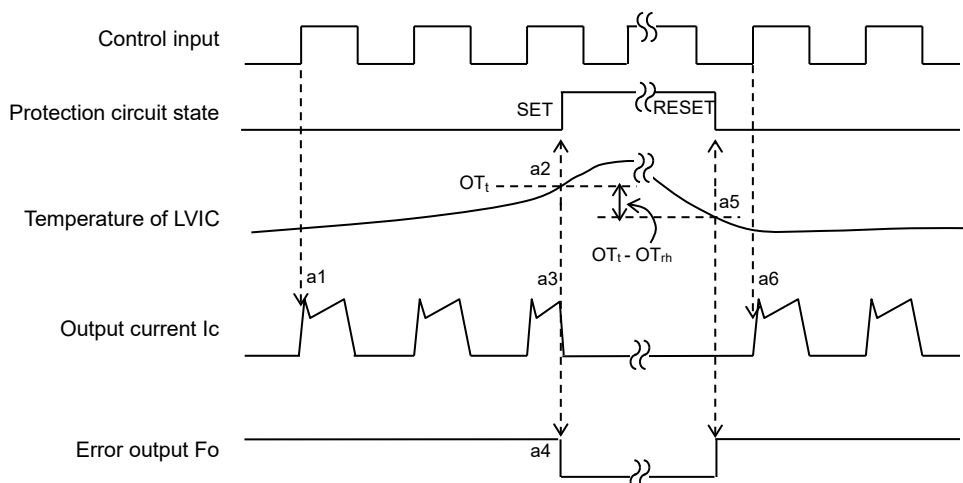 Control input
Protection circuit state
SET
RESET
a2
OTt
a5
Temperature of LVIC
OTt - OTrh
a1
a3
a6
Output current Ic
Error output Fo
a4